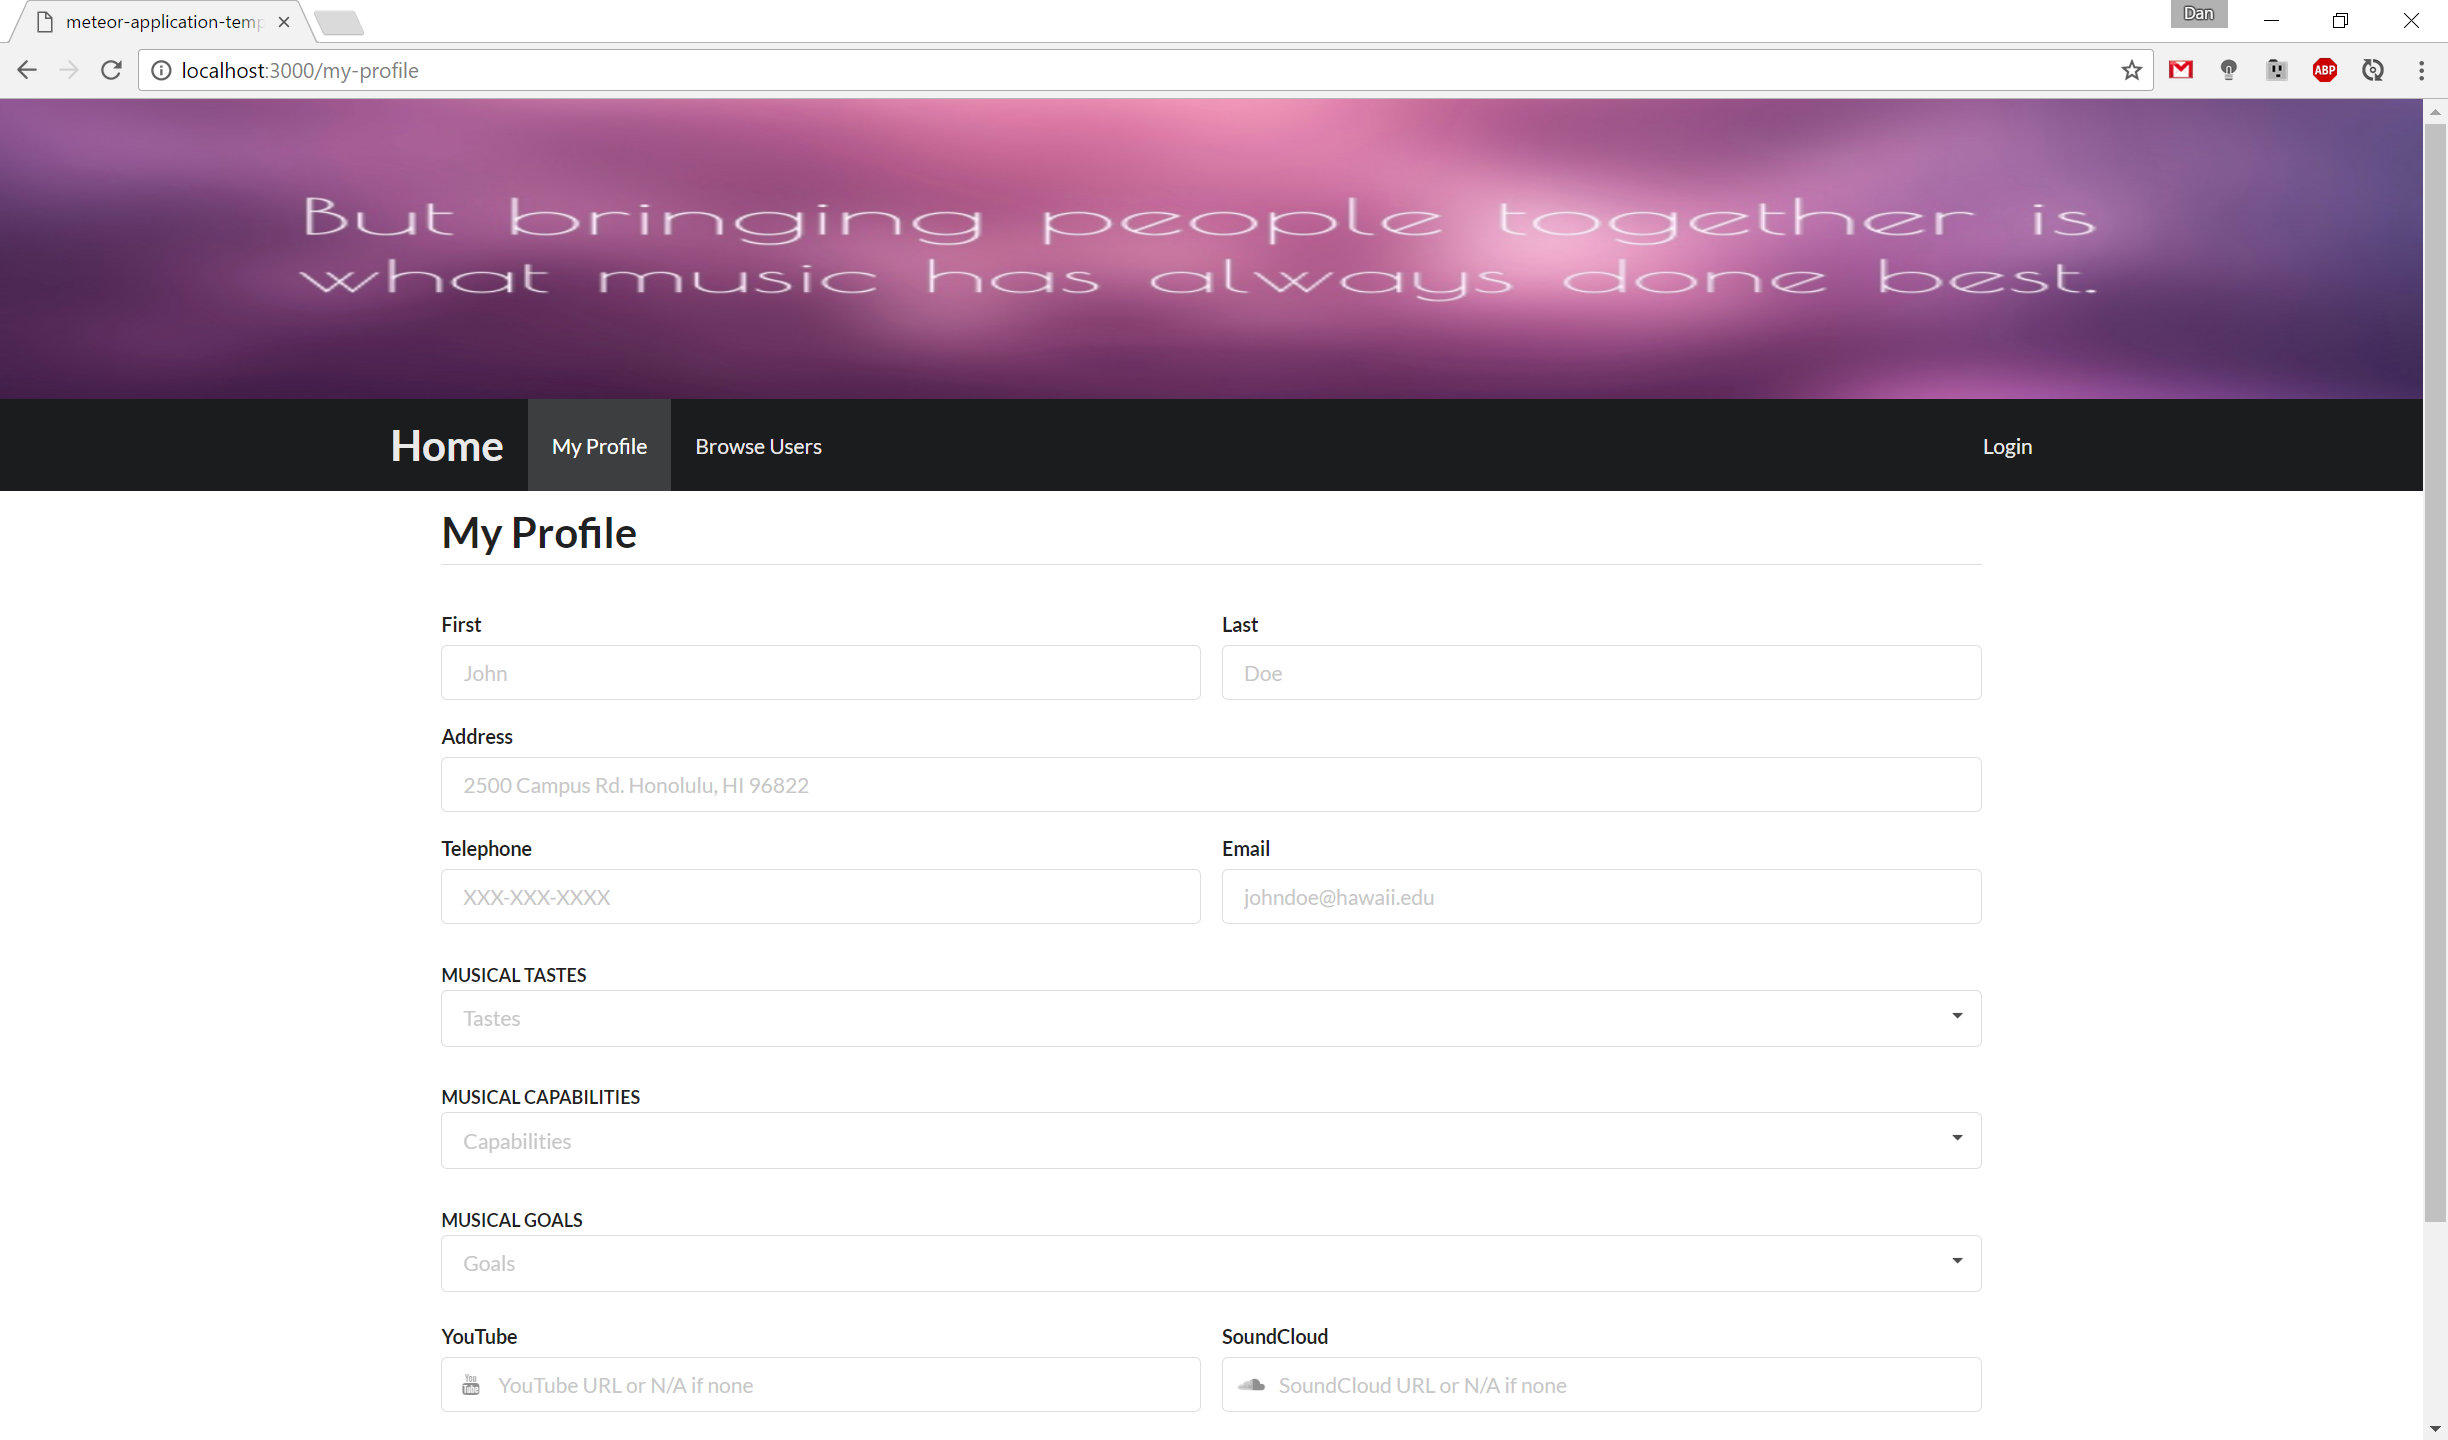 meteor-application-temp
Dan
localhost:3000/my-profile
ABP
But bringing people together is
what music has always done best.
Home
My Profile
Browse Users
Login
My Profile
First
Last
John
Doe
Address
2500 Campus Rd. Honolulu, HI 96822
Telephone
Email
XXX-XXX-XXXX
johndoe@hawaii.edu
MUSICAL TASTES
Tastes
MUSICAL CAPABILITIES
Capabilities
MUSICAL GOALS
Goals
YouTube
SoundCloud
You
Tube
YouTube URL or N/A if none
SoundCloud URL or N/A if none